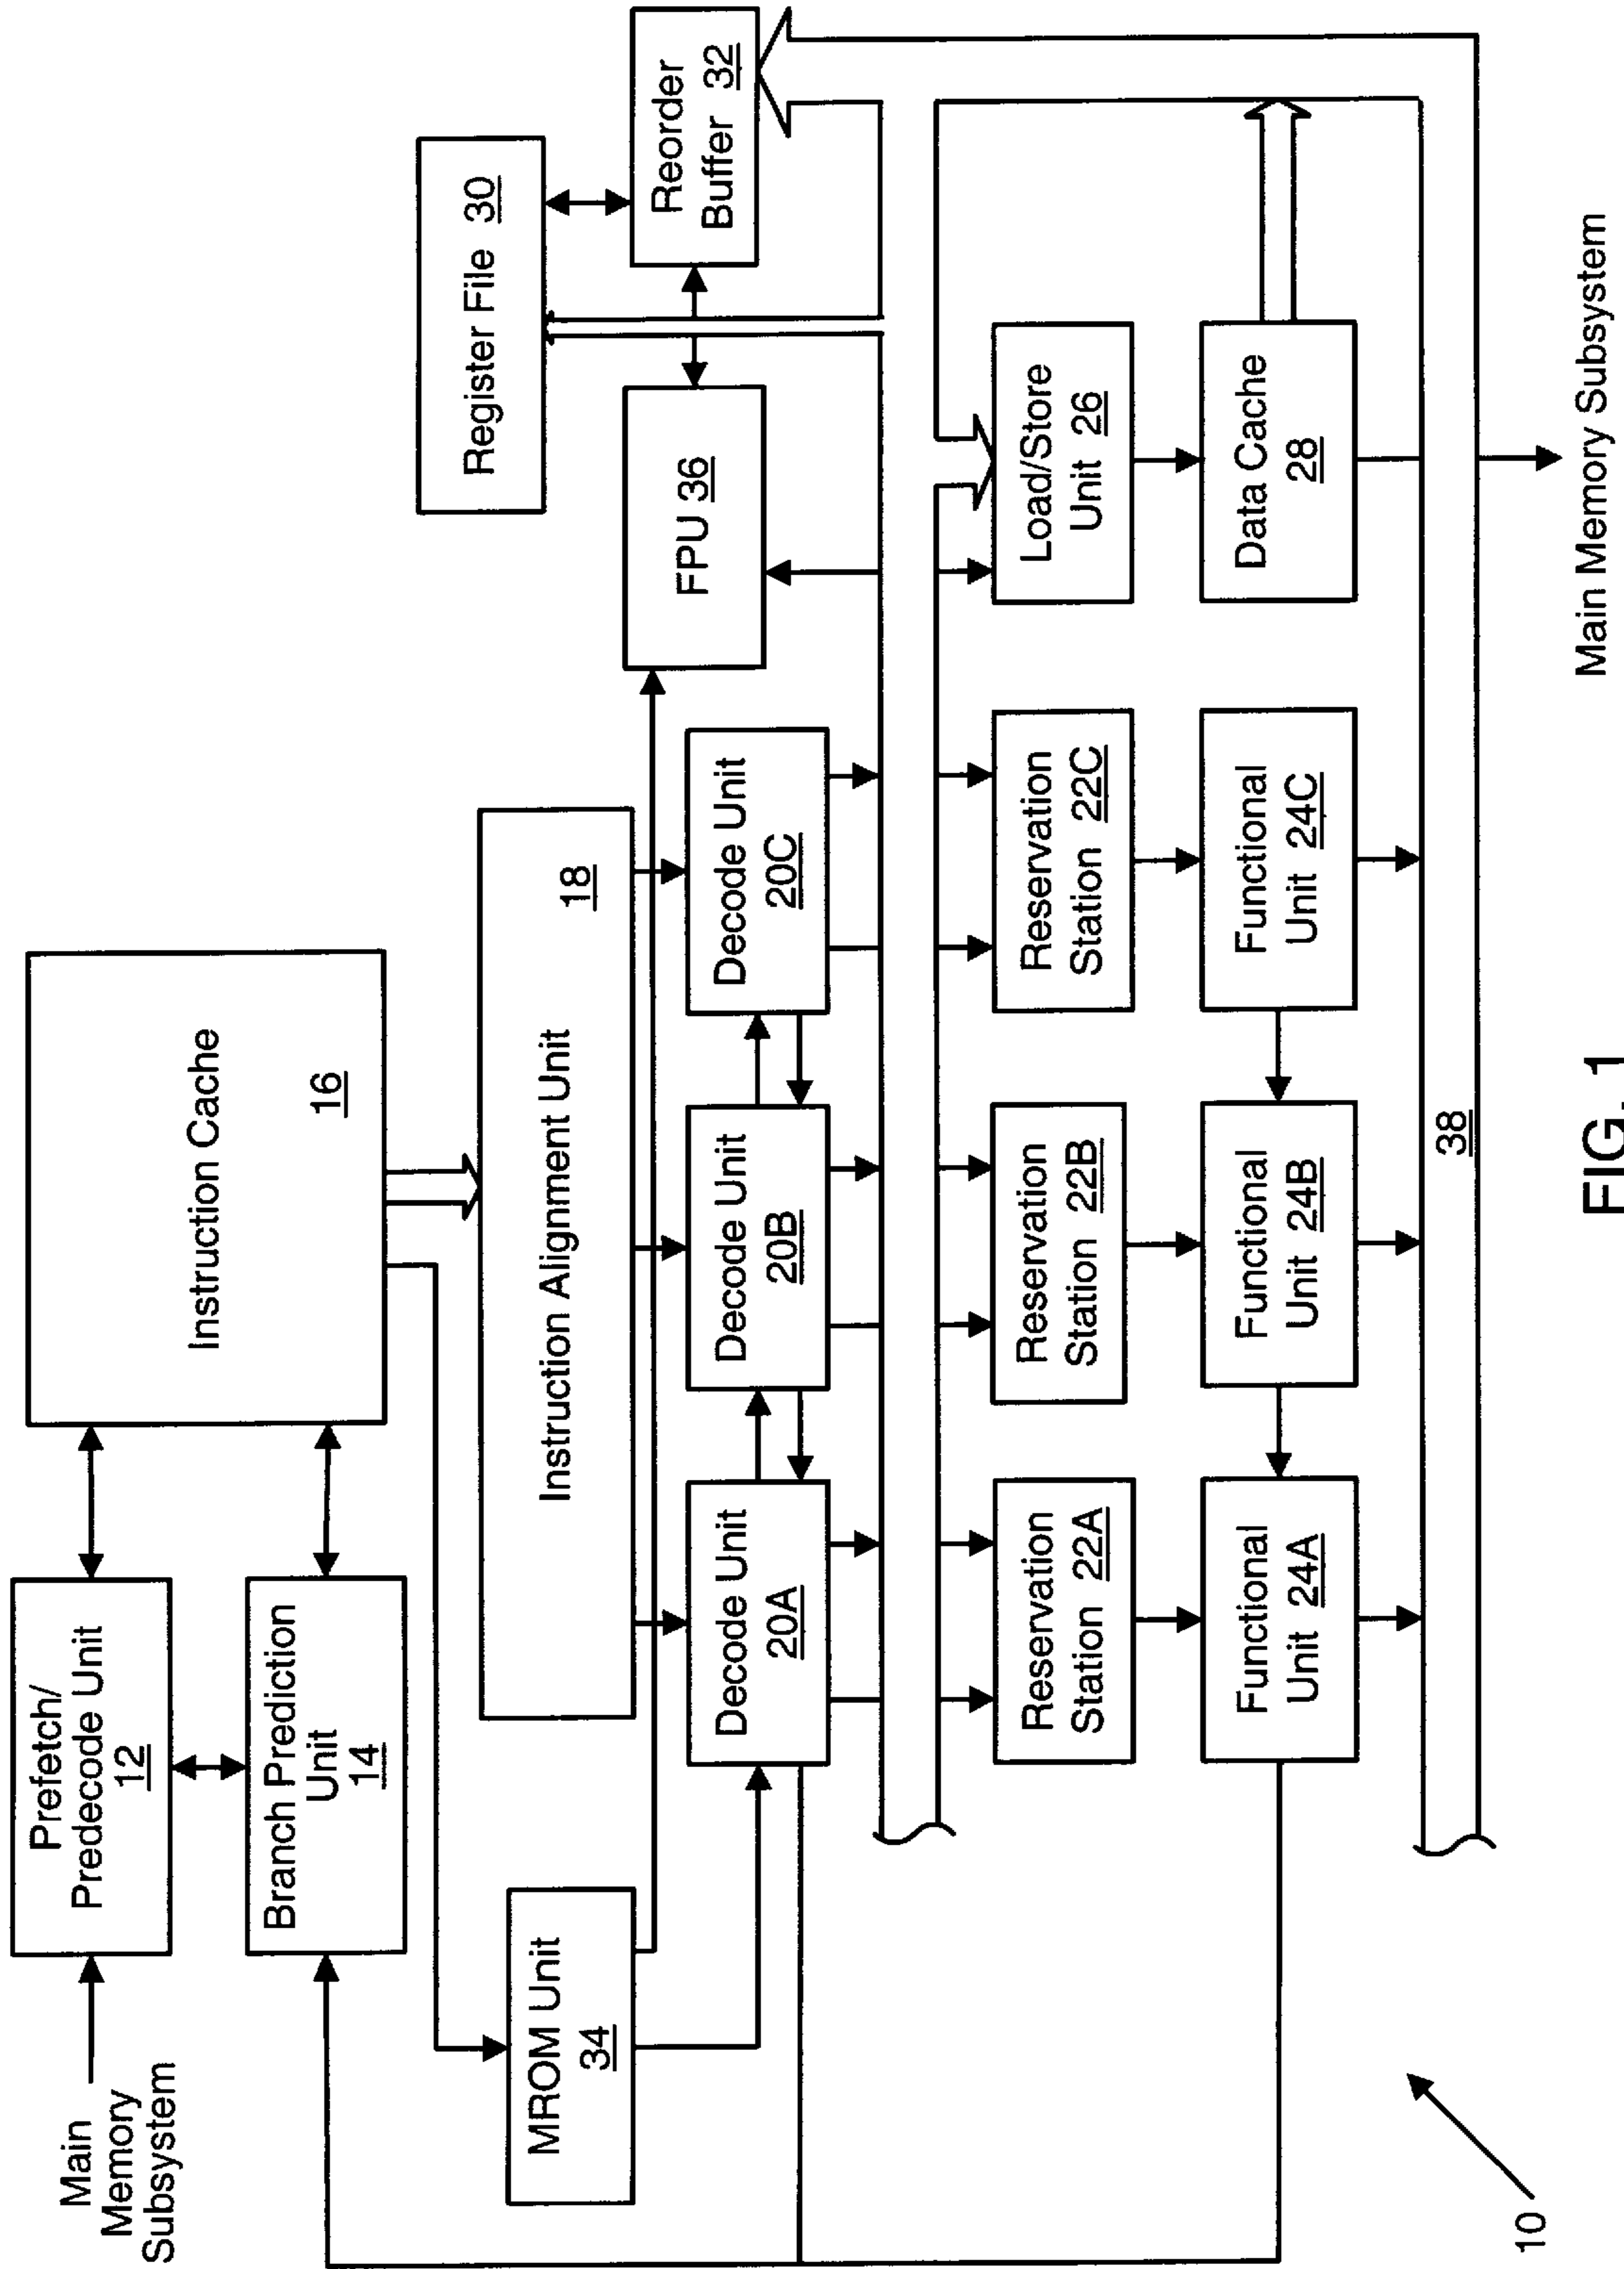 Main
Memory
Subsystem
Prefetch/
Predecode Unit
12
Branch Prediction
Unit
14
Instruction Cache
16
MROM Unit
34
Instruction Alignment Unit
18
Register File 30
Reorder
Buffer 32
FPU 36
Decode Unit
20A
Decode Unit
20B
Decode Unit
20C
Reservation
Station 22A
Reservation
Station 22B
Reservation
Station 22C
Load/Store
Unit 26
Functional
Unit 24A
Functional
Unit 24B
Functional
Unit 24C
Data Cache
28
38
Main Memory Subsystem
10
FIG. 1